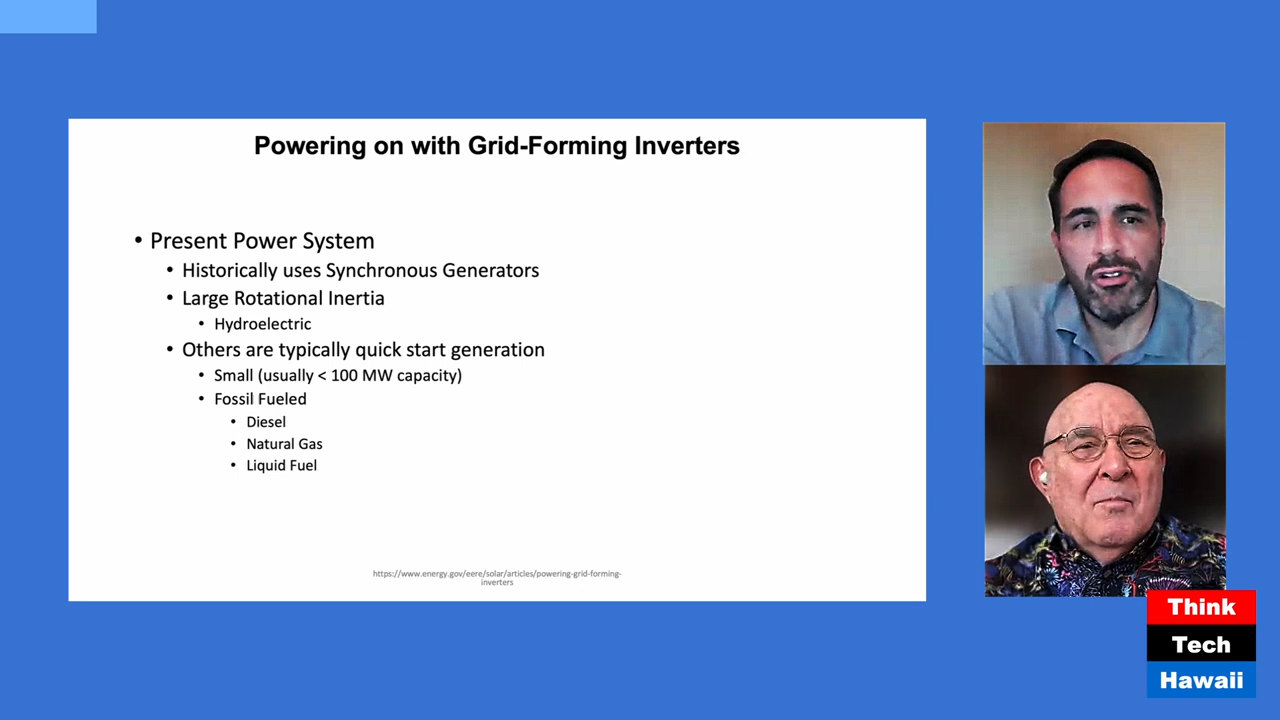 Powering on with Grid-Forming Inverters
• Present Power System
• Historically uses Synchronous Generators
• Large Rotational Inertia
• Hydroelectric
• Others are typically quick start generation
• Small (usually < 100 MW capacity)
• Fossil Fueled
• Diesel
• Natural Gas
• Liquid Fuel
https://www.energy.gov/eere/solar/articles/powering-grid-forming-
inverters
Think
Tech
Hawaii